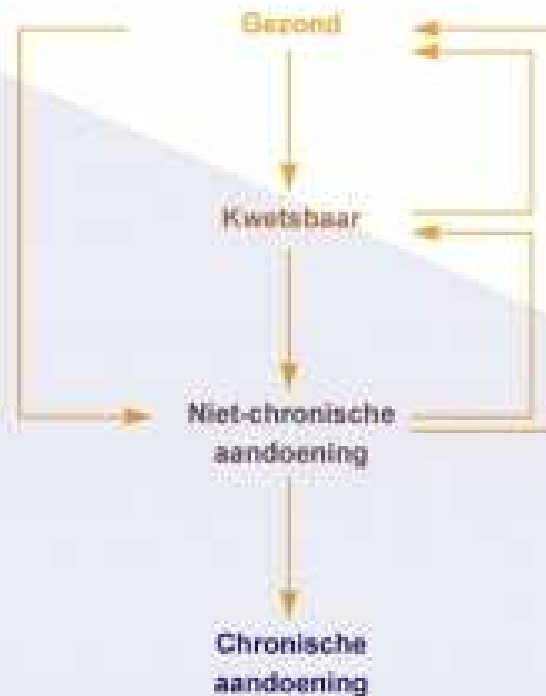 Gezond
Kwetsbaar
Niet-chronische
aandoening
Chronische
aandoening